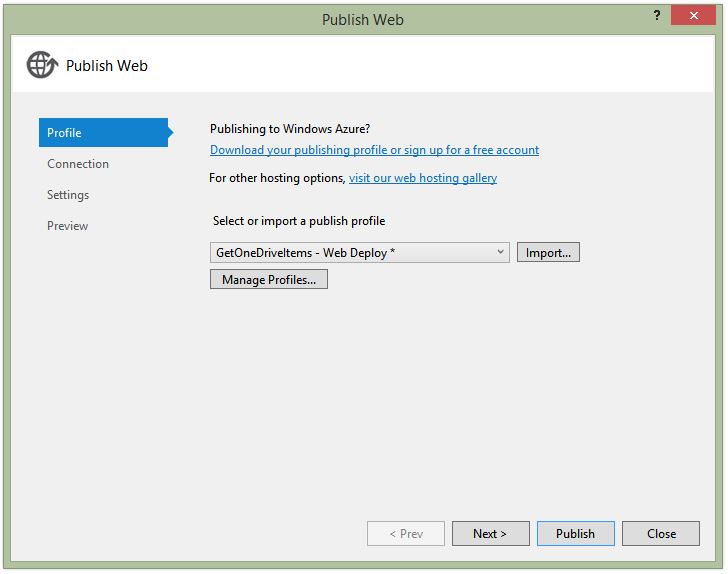 Publish Web
?
Publish Web
Profile
Connection
Settings
Preview
Publishing to Windows Azure?
Download your publishing profile or sign up for a free account
For other hosting options, visit our web hosting gallery
Select or import a publish profile
GetOneDriveItems - Web Deploy *
Import...
Manage Profiles...
< Prev
Next >
Publish
Close